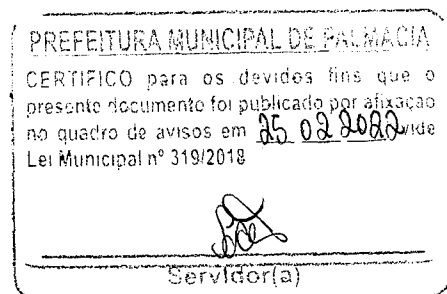 PREFEITURA MUNICIPAL DE PALMACIA
CERTIFICO para os devidos fins que o
presente documento foi publicado por afixação
no quadro de avisos em 25 02 2022 vide
Lei Municipal nº 319/2018
Servidor(a)